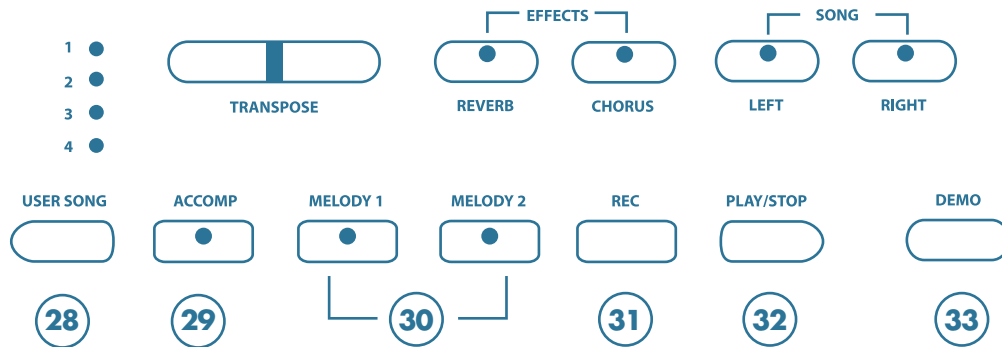 EFFECTS SONG
1
2
3
4
TRANSPOSE REVERB CHORUS LEFT RIGHT
USER SONG ACCOMP MELODY 1 MELODY 2 REC PLAY/STOP DEMO
28 29 30 31 32 33